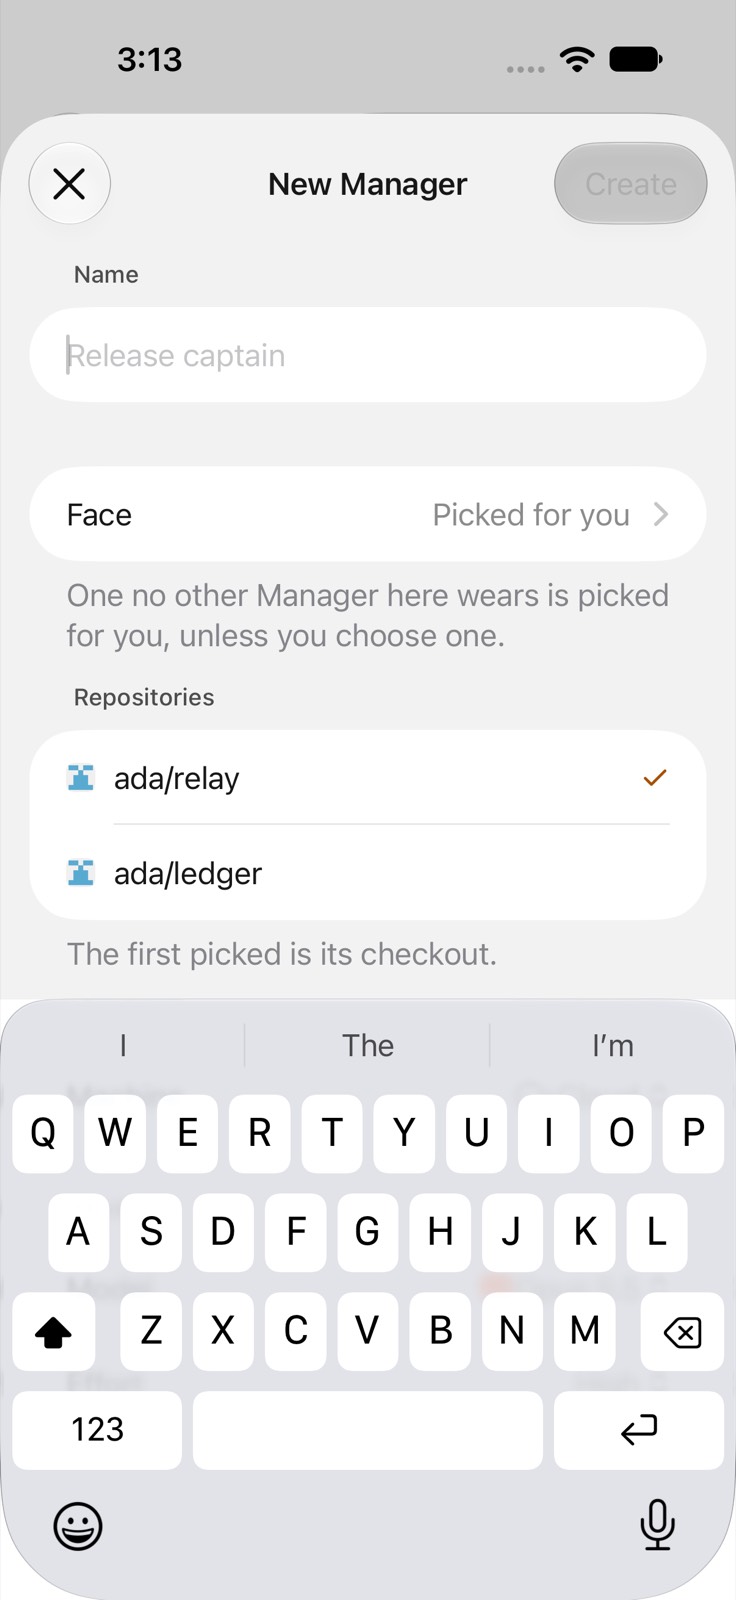 3:13
New Manager
Create
Name
Release captain
Face
Picked for you
One no other Manager here wears is picked
for you, unless you choose one.
Repositories
ada/relay
ada/ledger
The first picked is its checkout.
I
The
I’m
Q W E R T Y U I O P
A S D F G H J K L
Z X C V B N M
123